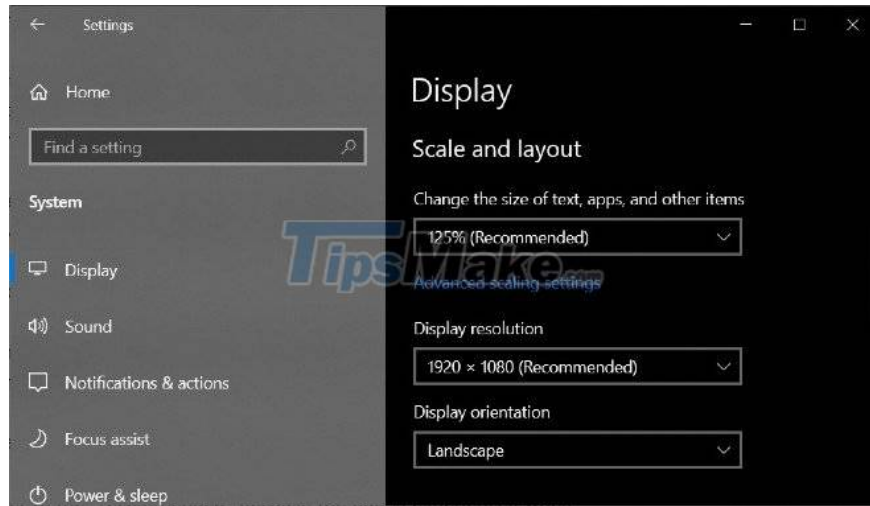 Settings
Home
Find a setting
System
Display
Sound
Notifications & actions
Focus assist
Power & sleep
Display
Scale and layout
Change the size of text, apps, and other items
125% (Recommended)
Advanced scaling settings
Display resolution
1920 × 1080 (Recommended)
Display orientation
Landscape
TipsMake.com